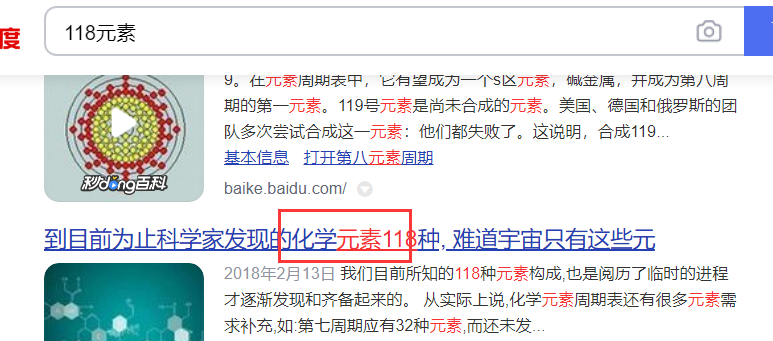 度
118元素
9。在元素周期表中，它有望成为一个s区元素，碱金属，并成为第八周
期的第一元素。119号元素是尚未合成的元素。美国、德国和俄罗斯的团
队多次尝试合成这一元素：他们都失败了。这说明，合成119...
基本信息 打开第八元素周期
秒dong百科
baike.baidu.com/
到目前为止科学家发现的化学元素118种, 难道宇宙只有这些元
2018年2月13日 我们目前所知的118种元素构成,也是阅历了临时的进程
才逐渐发现和齐备起来的。 从实际上说,化学元素周期表还有很多元素需
求补充,如:第七周期应有32种元素,而还未发...